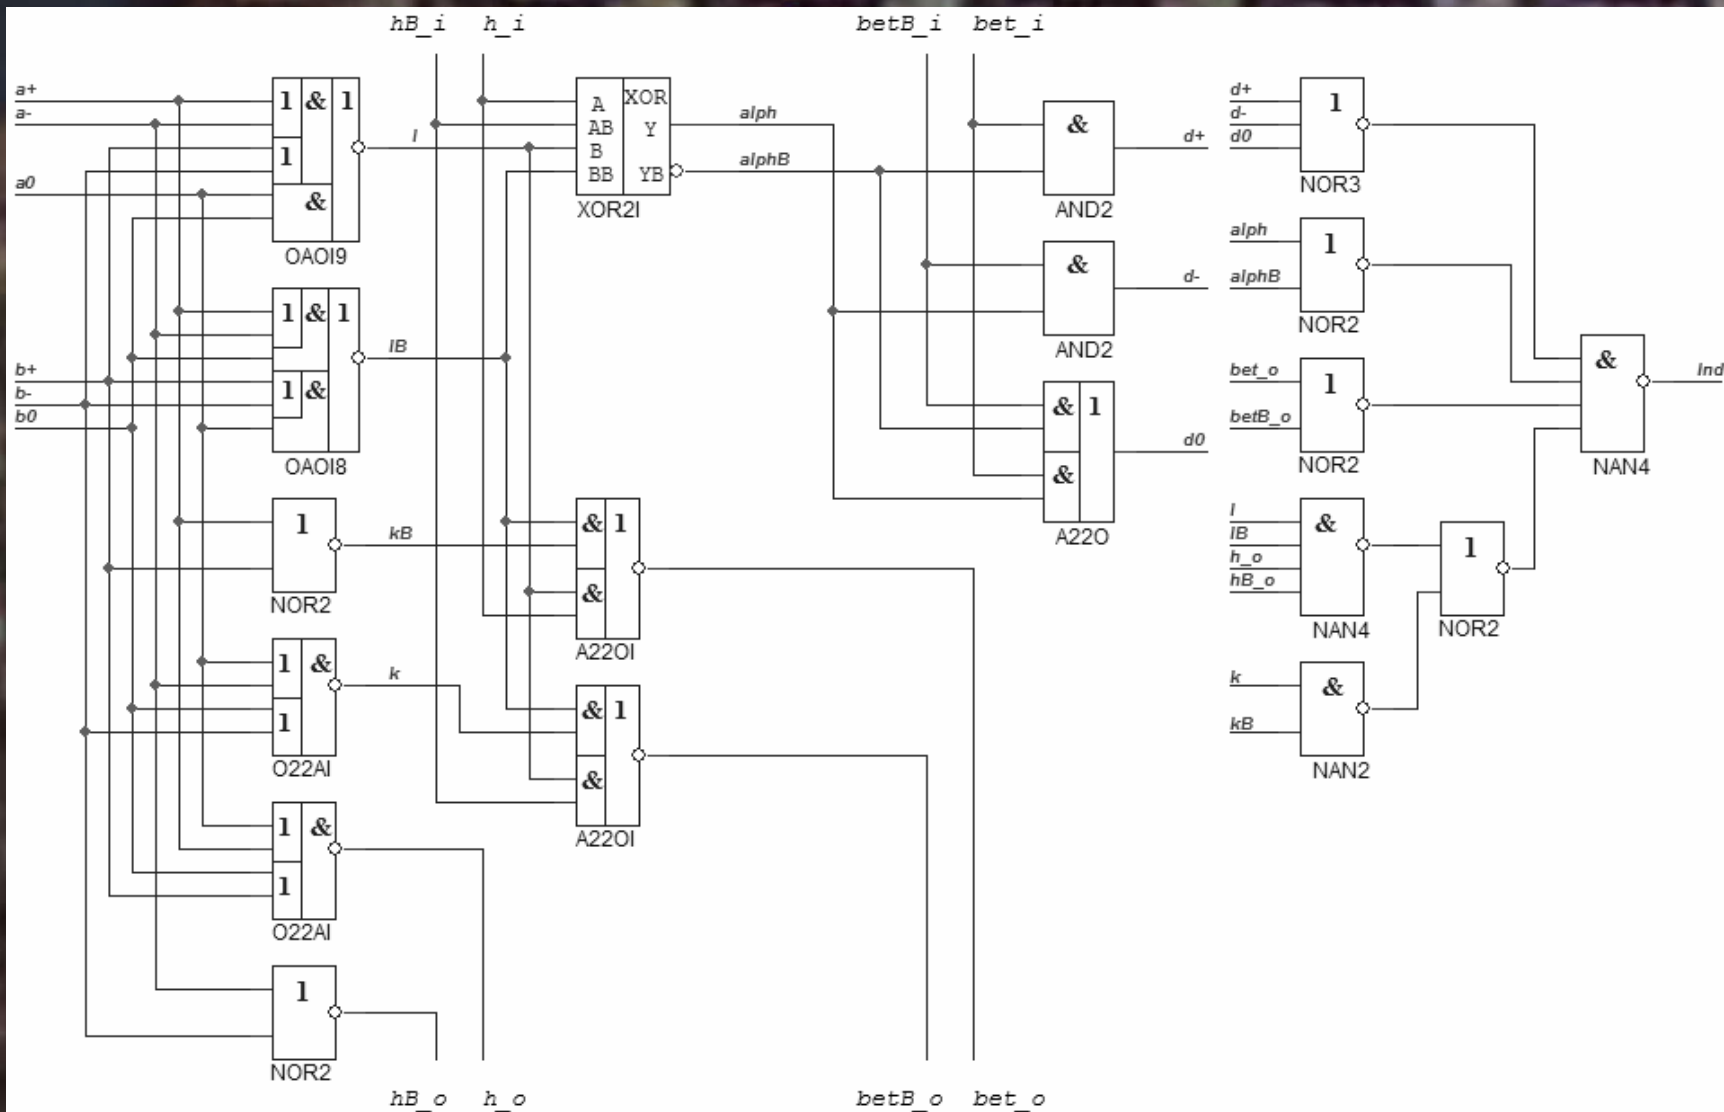 hB_i h_i betB_i bet_i
a+
a-
a0
b+
b-
b0
1 & 1
1
&
OAOI9
1 & 1
1 &
OAOI8
1
NOR2
1 &
1
O22AI
1 &
1
O22AI
1
NOR2
l
lB
kB
k
A XOR
AB Y
B
BB YB
XOR2I
& 1
&
A22OI
& 1
&
A22OI
alph
alphB
&
AND2
&
AND2
& 1
&
A22O
d+
d-
d0
d+
d-
d0
1
NOR3
alph
alphB
1
NOR2
bet_o
betB_o
1
NOR2
l
lB
h_o
hB_o
&
NAN4
k
kB
&
NAN2
1
NOR2
&
NAN4
Ind
hB_o h_o betB_o bet_o